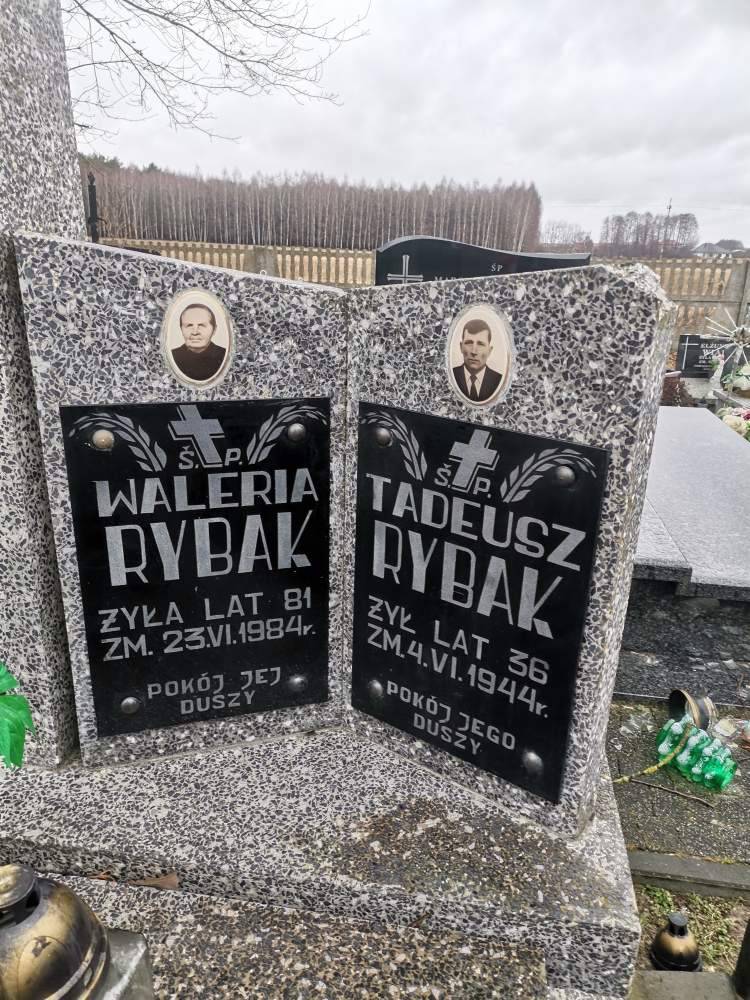 Ś. P.
WALERIA
RYBAK
ŻYŁA LAT 81
ZM. 23.VI.1984r.
POKÓJ JEJ
DUSZY
Ś. P.
TADEUSZ
RYBAK
ŻYŁ LAT 36
ZM. 4.VI.1944r.
POKÓJ JEGO
DUSZY
ŚP